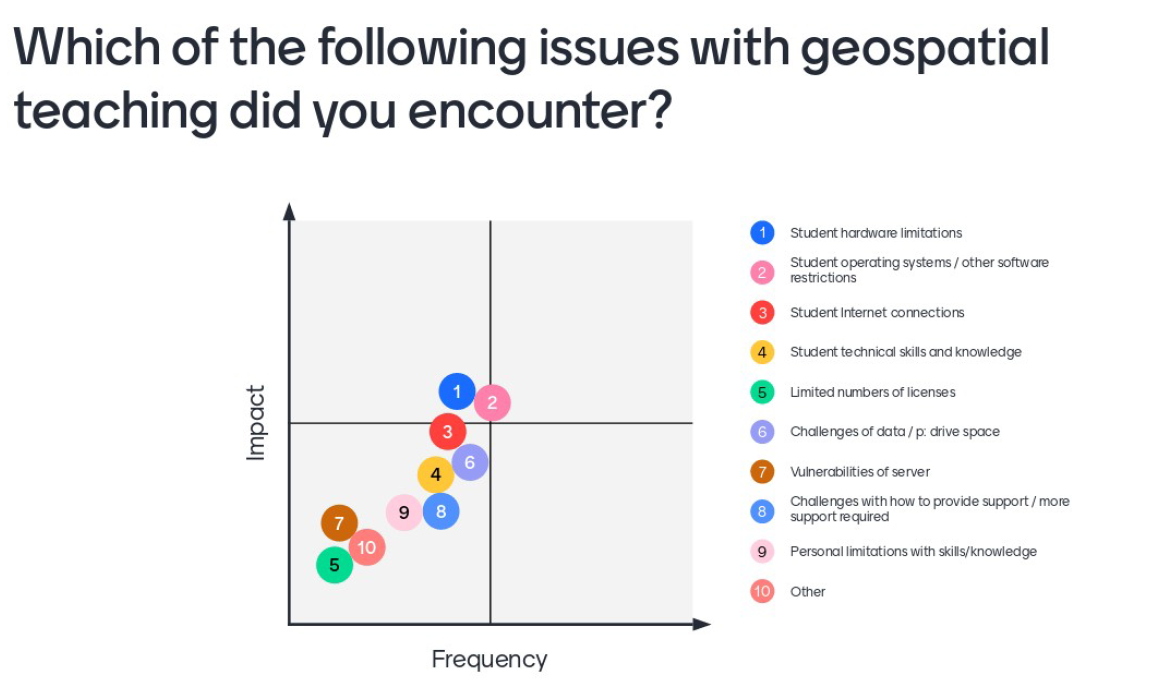 Which of the following issues with geospatial
teaching did you encounter?
Impact
1
2
3
6
4
9
8
7
10
5
Frequency
1 Student hardware limitations
2 Student operating systems / other software
restrictions
3 Student Internet connections
4 Student technical skills and knowledge
5 Limited numbers of licenses
6 Challenges of data / p: drive space
7 Vulnerabilities of server
8 Challenges with how to provide support / more
support required
9 Personal limitations with skills/knowledge
10 Other